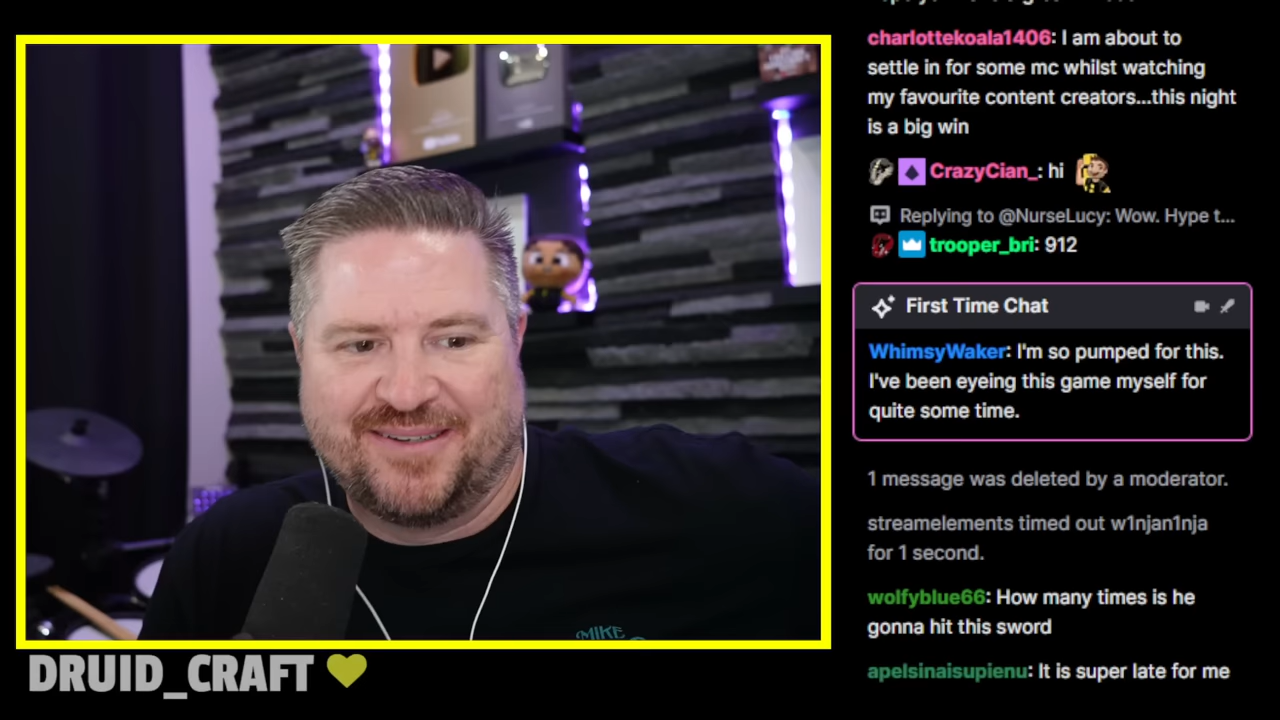 charlottekoala1406: I am about to
settle in for some mc whilst watching
my favourite content creators...this night
is a big win
CrazyCian_: hi
Replying to @NurseLucy: Wow. Hype t...
trooper_bri: 912
First Time Chat
WhimsyWaker: I'm so pumped for this.
I've been eyeing this game myself for
quite some time.
1 message was deleted by a moderator.
streamelements timed out w1njan1nja
for 1 second.
wolfyblue66: How many times is he
gonna hit this sword
apelsinaisupienu: It is super late for me
MIKE
DRUID_CRAFT